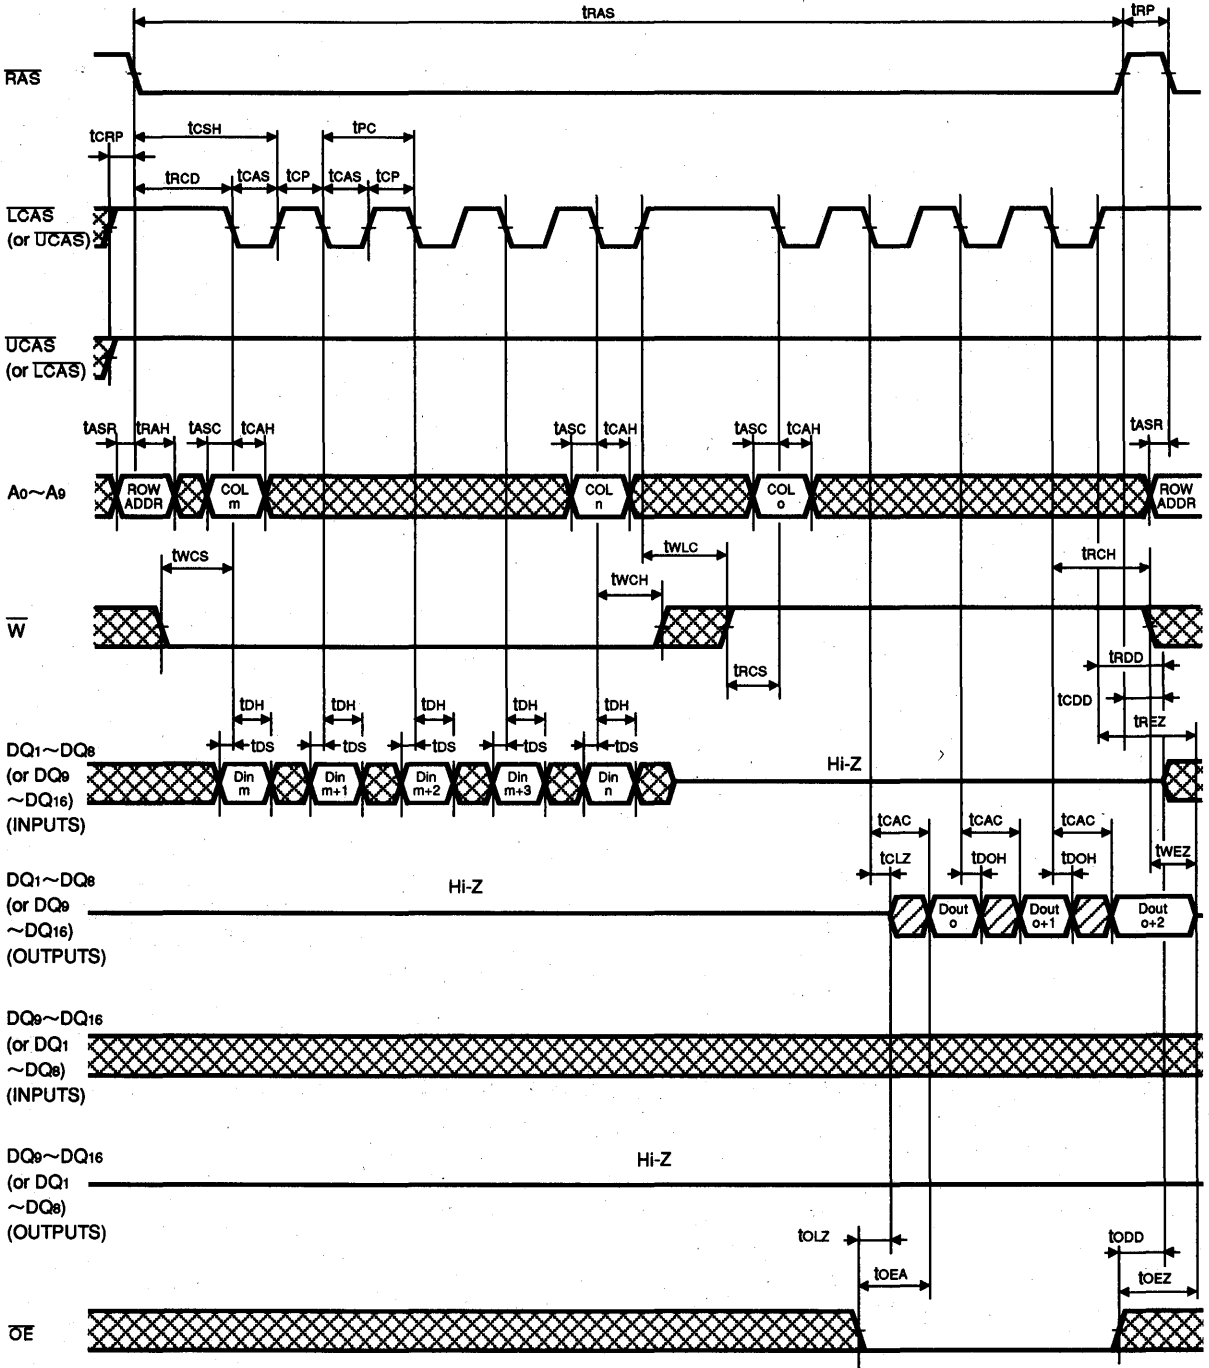 tRAS tRP
RAS
tCRP tCSH tPC
tRCD tCAS tCP tCAS tCP
LCAS
(or UCAS)
UCAS
(or LCAS)
tASR tRAH tASC tCAH tASC tCAH tASC tCAH tASR
A0~A9
ROW ADDR
COL m
COL n
COL o
ROW ADDR
tWCS tWLC tRCH
tWCH
W
tRCS tRDD
tCDD
tREZ
tDH tDH tDH tDH tDH
tDS tDS tDS tDS tDS
DQ1~DQ8
(or DQ9
~DQ16)
(INPUTS)
Din m
Din m+1
Din m+2
Din m+3
Din n
Hi-Z
tCAC tCAC tCAC
tCLZ tDOH tDOH tWEZ
DQ1~DQ8
(or DQ9
~DQ16)
(OUTPUTS)
Hi-Z
Dout o
Dout o+1
Dout o+2
DQ9~DQ16
(or DQ1
~DQ8)
(INPUTS)
DQ9~DQ16
(or DQ1
~DQ8)
(OUTPUTS)
Hi-Z
tOLZ tODD
tOEA tOEZ
OE